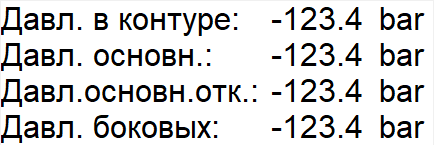 Давл. в контуре: -123.4 bar
Давл. основн.: -123.4 bar
Давл.основн.отк.: -123.4 bar
Давл. боковых: -123.4 bar